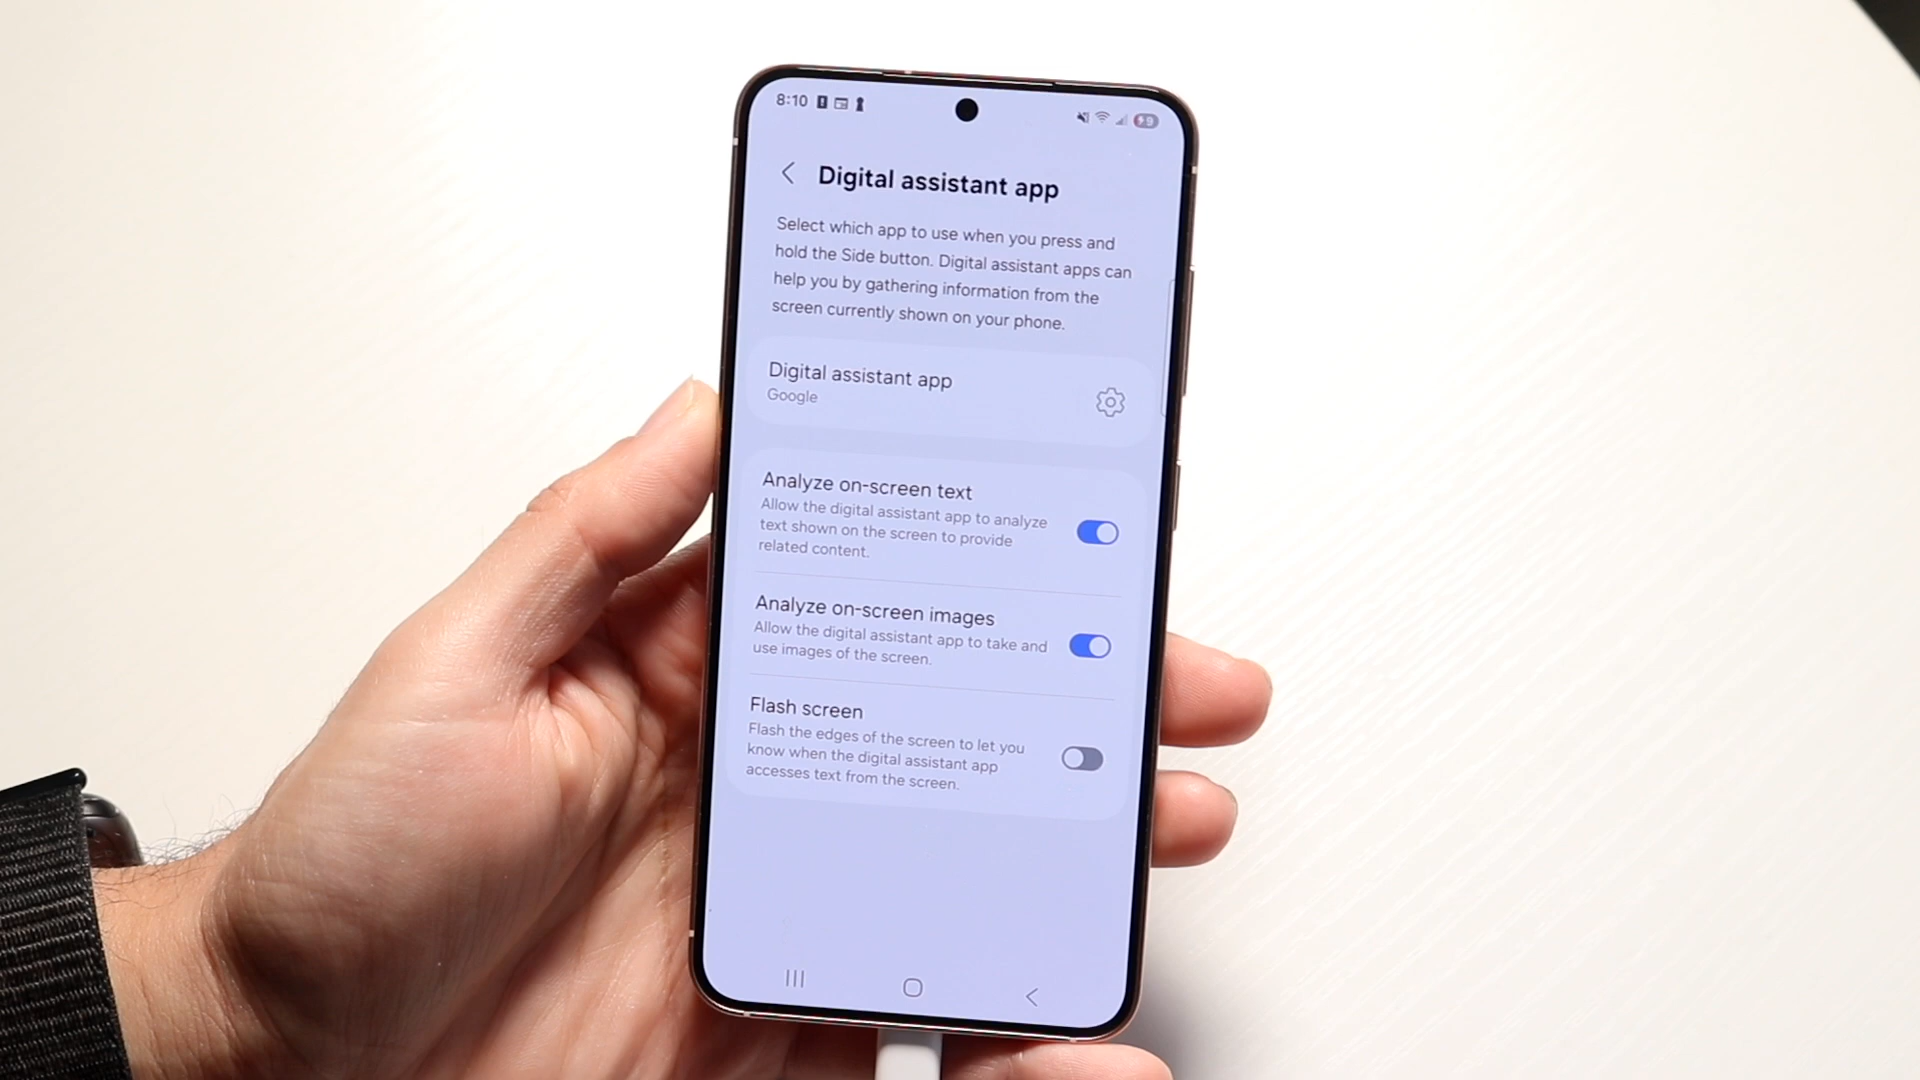 8:10
9
Digital assistant app
Select which app to use when you press and
hold the Side button. Digital assistant apps can
help you by gathering information from the
screen currently shown on your phone.
Digital assistant app
Google
Analyze on-screen text
Allow the digital assistant app to analyze
text shown on the screen to provide
related content.
Analyze on-screen images
Allow the digital assistant app to take and
use images of the screen.
Flash screen
Flash the edges of the screen to let you
know when the digital assistant app
accesses text from the screen.